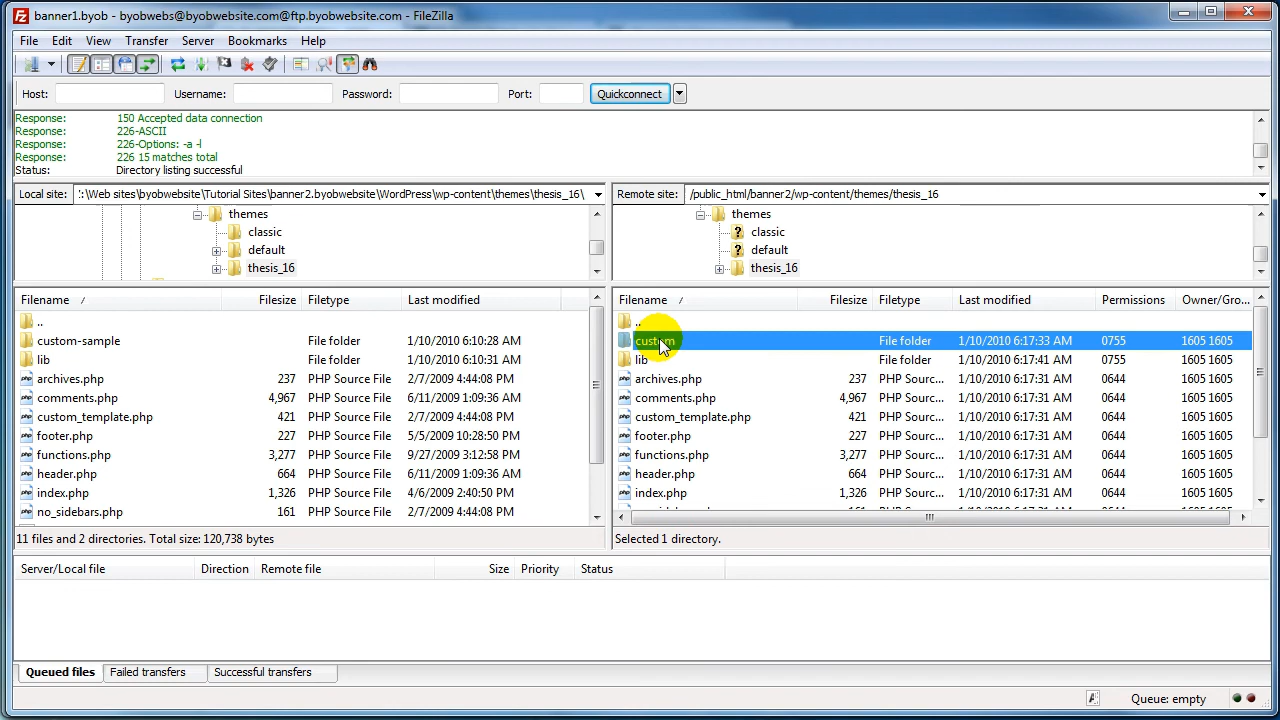 banner1.byob - byobwebs@byobwebsite.com@ftp.byobwebsite.com - FileZilla
File Edit View Transfer Server Bookmarks Help
Host: Username: Password: Port: Quickconnect
Response: 150 Accepted data connection
Response: 226-ASCII
Response: 226-Options: -a -l
Response: 226 15 matches total
Status: Directory listing successful
Local site: ':\Web sites\byobwebsite\Tutorial Sites\banner2.byobwebsite\WordPress\wp-content\themes\thesis_16\ Remote site: /public_html/banner2/wp-content/themes/thesis_16
themes themes
classic classic
default default
thesis_16 thesis_16
Filename Filesize Filetype Last modified Filename Filesize Filetype Last modified Permissions Owner/Gro...
.. ..
custom-sample File folder 1/10/2010 6:10:28 AM custom File folder 1/10/2010 6:17:33 AM 0755 1605 1605
lib File folder 1/10/2010 6:10:31 AM lib File folder 1/10/2010 6:17:41 AM 0755 1605 1605
archives.php 237 PHP Source File 2/7/2009 4:44:08 PM archives.php 237 PHP Sourc... 1/10/2010 6:17:31 AM 0644 1605 1605
comments.php 4,967 PHP Source File 6/11/2009 1:09:36 AM comments.php 4,967 PHP Sourc... 1/10/2010 6:17:31 AM 0644 1605 1605
custom_template.php 421 PHP Source File 2/7/2009 4:44:08 PM custom_template.php 421 PHP Sourc... 1/10/2010 6:17:31 AM 0644 1605 1605
footer.php 227 PHP Source File 5/5/2009 10:28:50 PM footer.php 227 PHP Sourc... 1/10/2010 6:17:31 AM 0644 1605 1605
functions.php 3,277 PHP Source File 9/27/2009 3:12:58 PM functions.php 3,277 PHP Sourc... 1/10/2010 6:17:31 AM 0644 1605 1605
header.php 664 PHP Source File 6/11/2009 1:09:36 AM header.php 664 PHP Sourc... 1/10/2010 6:17:31 AM 0644 1605 1605
index.php 1,326 PHP Source File 4/6/2009 2:40:50 PM index.php 1,326 PHP Sourc... 1/10/2010 6:17:31 AM 0644 1605 1605
no_sidebars.php 161 PHP Source File 2/7/2009 4:44:08 PM
11 files and 2 directories. Total size: 120,738 bytes Selected 1 directory.
Server/Local file Direction Remote file Size Priority Status
Queued files Failed transfers Successful transfers
Queue: empty